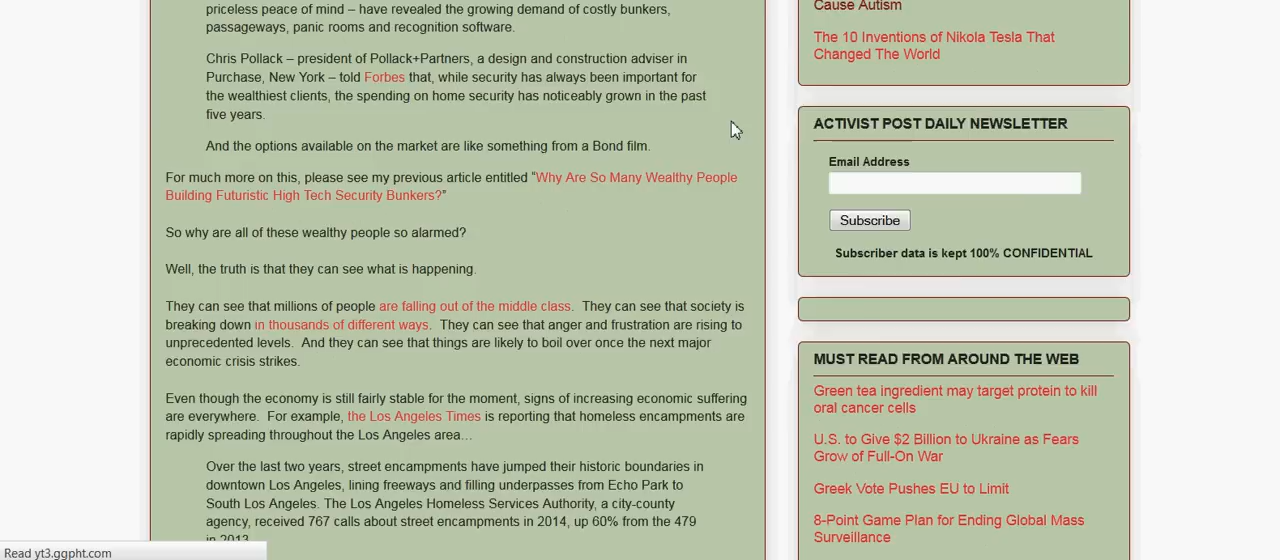 priceless peace of mind – have revealed the growing demand of costly bunkers,
passageways, panic rooms and recognition software.
Chris Pollack – president of Pollack+Partners, a design and construction adviser in
Purchase, New York – told Forbes that, while security has always been important for
the wealthiest clients, the spending on home security has noticeably grown in the past
five years.
And the options available on the market are like something from a Bond film.
For much more on this, please see my previous article entitled “Why Are So Many Wealthy People
Building Futuristic High Tech Security Bunkers?”
So why are all of these wealthy people so alarmed?
Well, the truth is that they can see what is happening.
They can see that millions of people are falling out of the middle class.  They can see that society is
breaking down in thousands of different ways.  They can see that anger and frustration are rising to
unprecedented levels.  And they can see that things are likely to boil over once the next major
economic crisis strikes.
Even though the economy is still fairly stable for the moment, signs of increasing economic suffering
are everywhere.  For example, the Los Angeles Times is reporting that homeless encampments are
rapidly spreading throughout the Los Angeles area…
Over the last two years, street encampments have jumped their historic boundaries in
downtown Los Angeles, lining freeways and filling underpasses from Echo Park to
South Los Angeles. The Los Angeles Homeless Services Authority, a city-county
agency, received 767 calls about street encampments in 2014, up 60% from the 479
in 2013.
Cause Autism
The 10 Inventions of Nikola Tesla That
Changed The World
ACTIVIST POST DAILY NEWSLETTER
Email Address
Subscribe
Subscriber data is kept 100% CONFIDENTIAL
MUST READ FROM AROUND THE WEB
Green tea ingredient may target protein to kill
oral cancer cells
U.S. to Give $2 Billion to Ukraine as Fears
Grow of Full-On War
Greek Vote Pushes EU to Limit
8-Point Game Plan for Ending Global Mass
Surveillance
Read yt3.ggpht.com